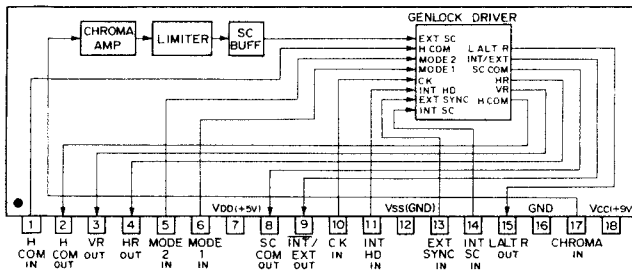 GENLOCK DRIVER
CHROMA
AMP
LIMITER
SC
BUFF
EXT SC
H COM
MODE 2
MODE 1
CK
INT HD
EXT SYNC
INT SC
L ALT R
INT/EXT
SC COM
HR
VR
H COM
VDD(+5V)
VSS(GND)
GND
VCC(+9V)
1 2 3 4 5 6 7 8 9 10 11 12 13 14 15 16 17 18
H
COM
IN
H
COM
OUT
VR
OUT
HR
OUT
MODE
2
IN
MODE
1
IN
SC
COM
OUT
INT/
EXT
OUT
CK
IN
INT
HD
IN
EXT
SYNC
IN
INT
SC
IN
LALT R
OUT
CHROMA
IN